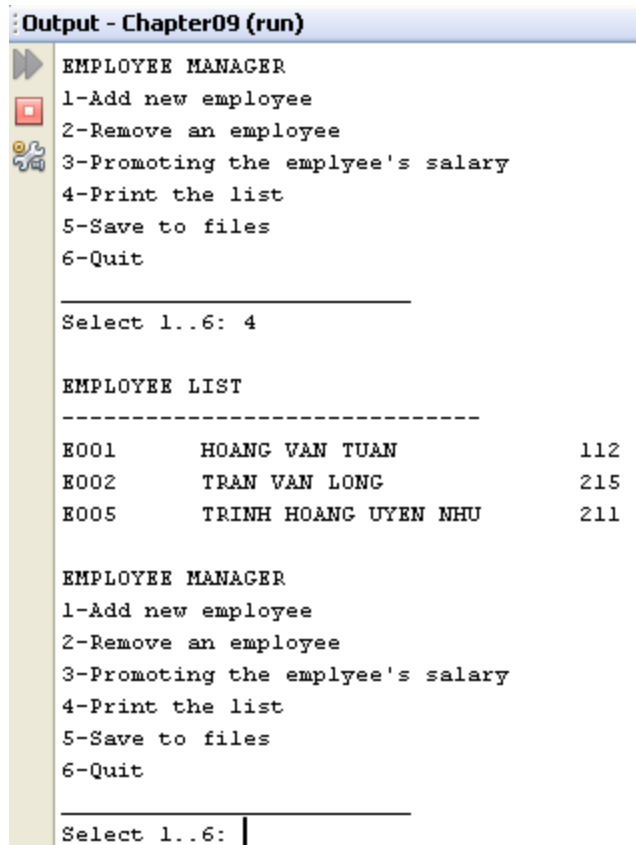 Output - Chapter09 (run)
EMPLOYEE MANAGER
1-Add new employee
2-Remove an employee
3-Promoting the emplyee's salary
4-Print the list
5-Save to files
6-Quit
_________________________
Select 1..6: 4
EMPLOYEE LIST
------------------------------
E001 HOANG VAN TUAN 112
E002 TRAN VAN LONG 215
E005 TRINH HOANG UYEN NHU 211
EMPLOYEE MANAGER
1-Add new employee
2-Remove an employee
3-Promoting the emplyee's salary
4-Print the list
5-Save to files
6-Quit
_________________________
Select 1..6: